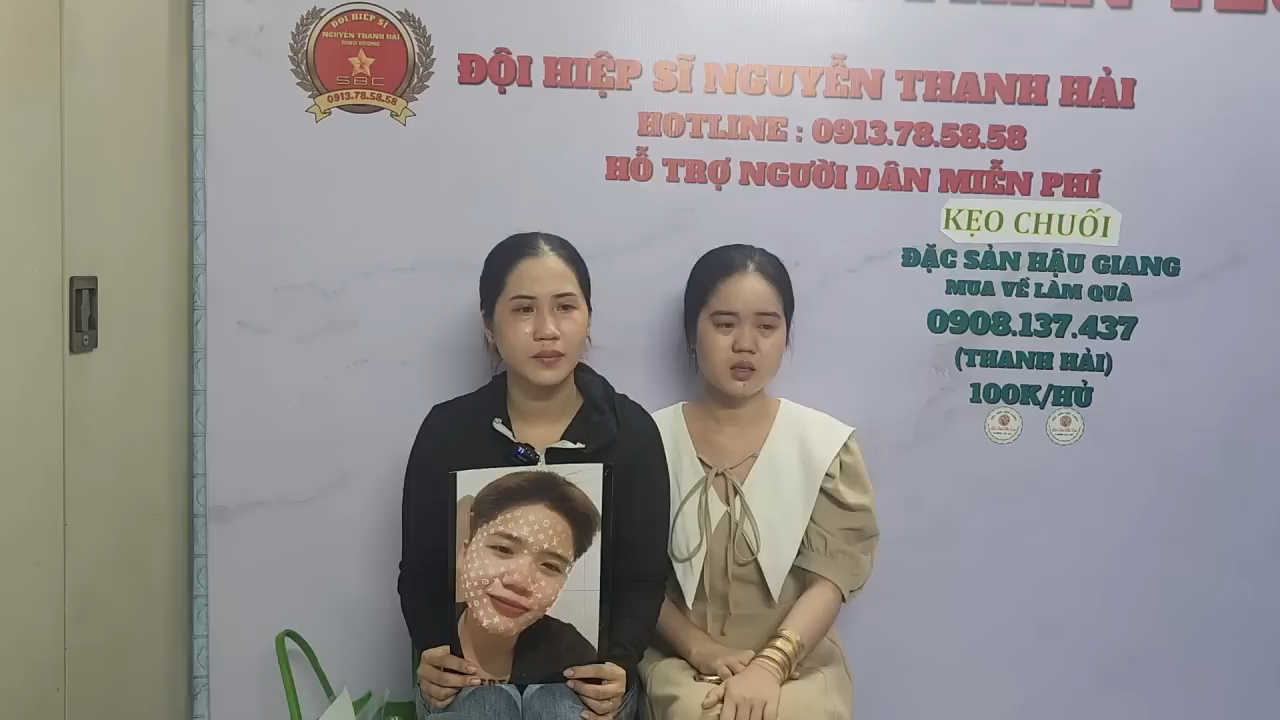 ĐỘI HIỆP SĨ
NGUYỄN THANH HẢI
BÌNH DƯƠNG
SBC
0913.78.58.58
ĐỘI HIỆP SĨ NGUYỄN THANH HẢI
HOTLINE : 0913.78.58.58
HỖ TRỢ NGƯỜI DÂN MIỄN PHÍ
KẸO CHUỐI
ĐẶC SẢN HẬU GIANG
MUA VỀ LÀM QUÀ
0908.137.437
(THANH HẢI)
100K/HỦ